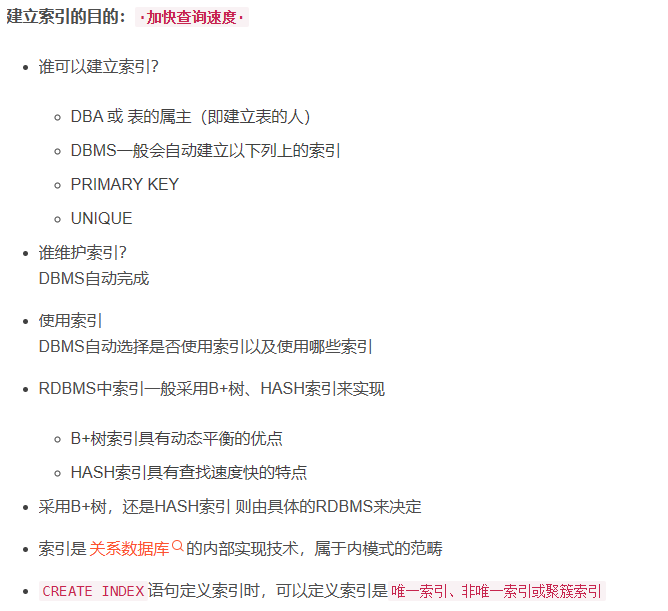 建立索引的目的：·加快查询速度·
谁可以建立索引？
DBA 或 表的属主（即建立表的人）
DBMS一般会自动建立以下列上的索引
PRIMARY KEY
UNIQUE
谁维护索引？
DBMS自动完成
使用索引
DBMS自动选择是否使用索引以及使用哪些索引
RDBMS中索引一般采用B+树、HASH索引来实现
B+树索引具有动态平衡的优点
HASH索引具有查找速度快的特点
采用B+树，还是HASH索引 则由具体的RDBMS来决定
索引是关系数据库的内部实现技术，属于内模式的范畴
CREATE INDEX语句定义索引时，可以定义索引是唯一索引、非唯一索引或聚簇索引